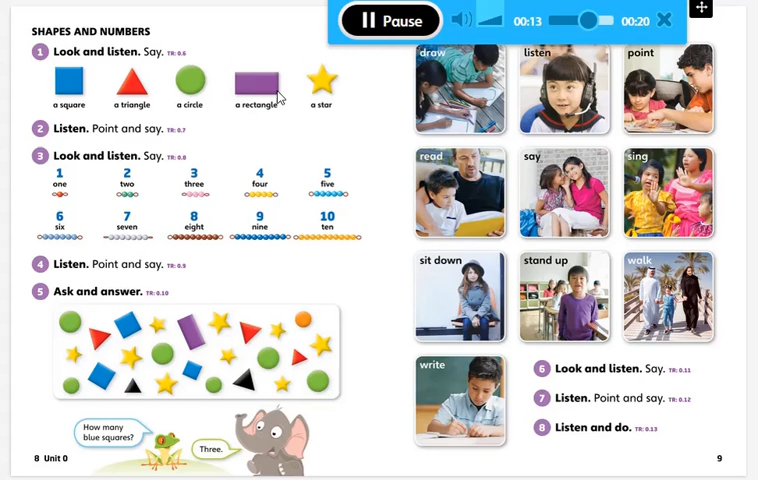 Pause
00:13
00:20
SHAPES AND NUMBERS
1 Look and listen. Say. TR: 0.6
a square
a triangle
a circle
a rectangle
a star
2 Listen. Point and say. TR: 0.7
3 Look and listen. Say. TR: 0.8
1 2 3 4 5
one two three four five
6 7 8 9 10
six seven eight nine ten
4 Listen. Point and say. TR: 0.9
5 Ask and answer. TR: 0.10
How many
blue squares?
Three.
8 Unit 0
draw listen point
read say sing
sit down stand up walk
write
6 Look and listen. Say. TR: 0.11
7 Listen. Point and say. TR: 0.12
8 Listen and do. TR: 0.13
9